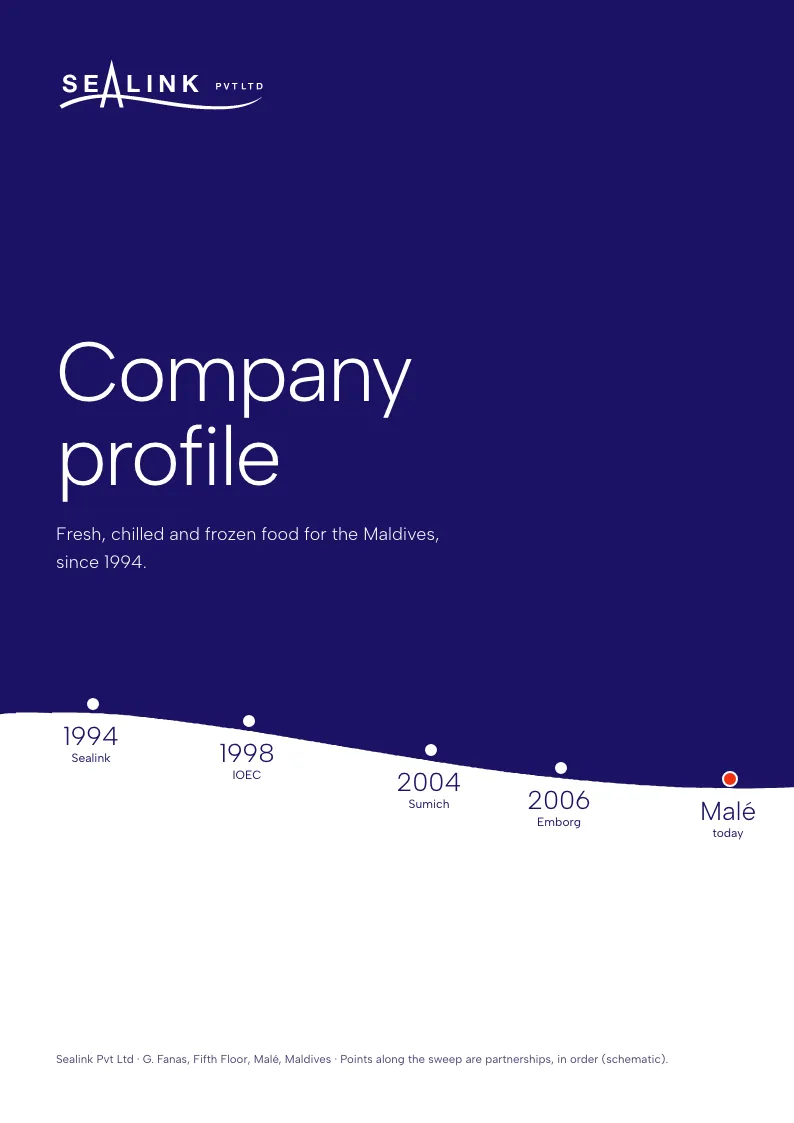 SEALINK PVT LTD
Company
profile
Fresh, chilled and frozen food for the Maldives,
since 1994.
1994
Sealink
1998
IOEC
2004
Sumich
2006
Emborg
Malé
today
Sealink Pvt Ltd · G. Fanas, Fifth Floor, Malé, Maldives · Points along the sweep are partnerships, in order (schematic).